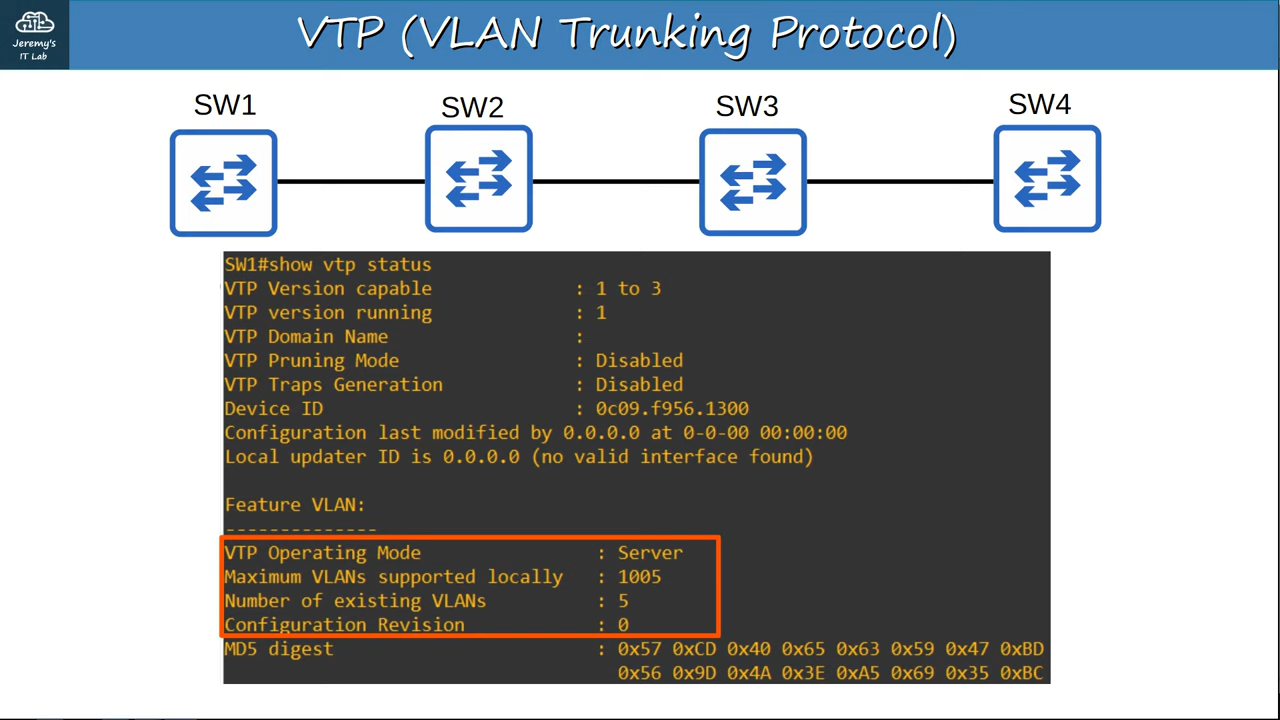 Jeremy's
IT Lab
VTP (VLAN Trunking Protocol)
SW1
SW2
SW3
SW4
SW1#show vtp status
VTP Version capable : 1 to 3
VTP version running : 1
VTP Domain Name :
VTP Pruning Mode : Disabled
VTP Traps Generation : Disabled
Device ID : 0c09.f956.1300
Configuration last modified by 0.0.0.0 at 0-0-00 00:00:00
Local updater ID is 0.0.0.0 (no valid interface found)
Feature VLAN:
--------------
VTP Operating Mode : Server
Maximum VLANs supported locally : 1005
Number of existing VLANs : 5
Configuration Revision : 0
MD5 digest : 0x57 0xCD 0x40 0x65 0x63 0x59 0x47 0xBD
0x56 0x9D 0x4A 0x3E 0xA5 0x69 0x35 0xBC